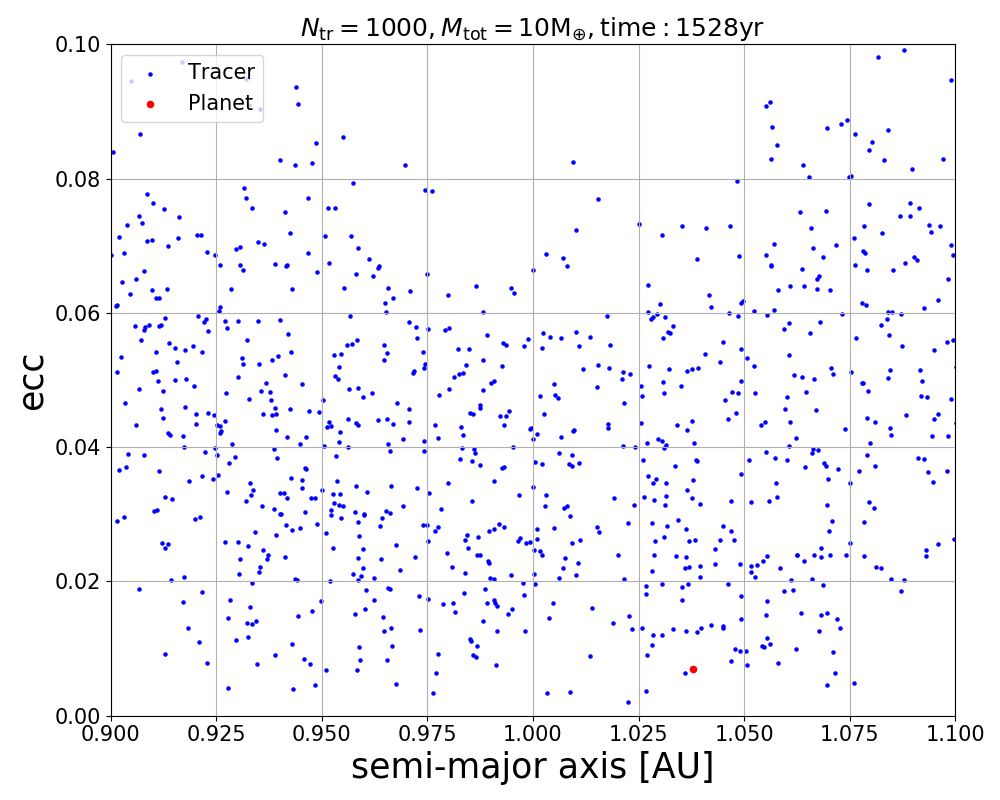 N_tr = 1000, M_tot = 10M_⊕, time : 1528yr
0.10
Tracer
Planet
0.08
0.06
ecc
0.04
0.02
0.00
0.900 0.925 0.950 0.975 1.000 1.025 1.050 1.075 1.100
semi-major axis [AU]